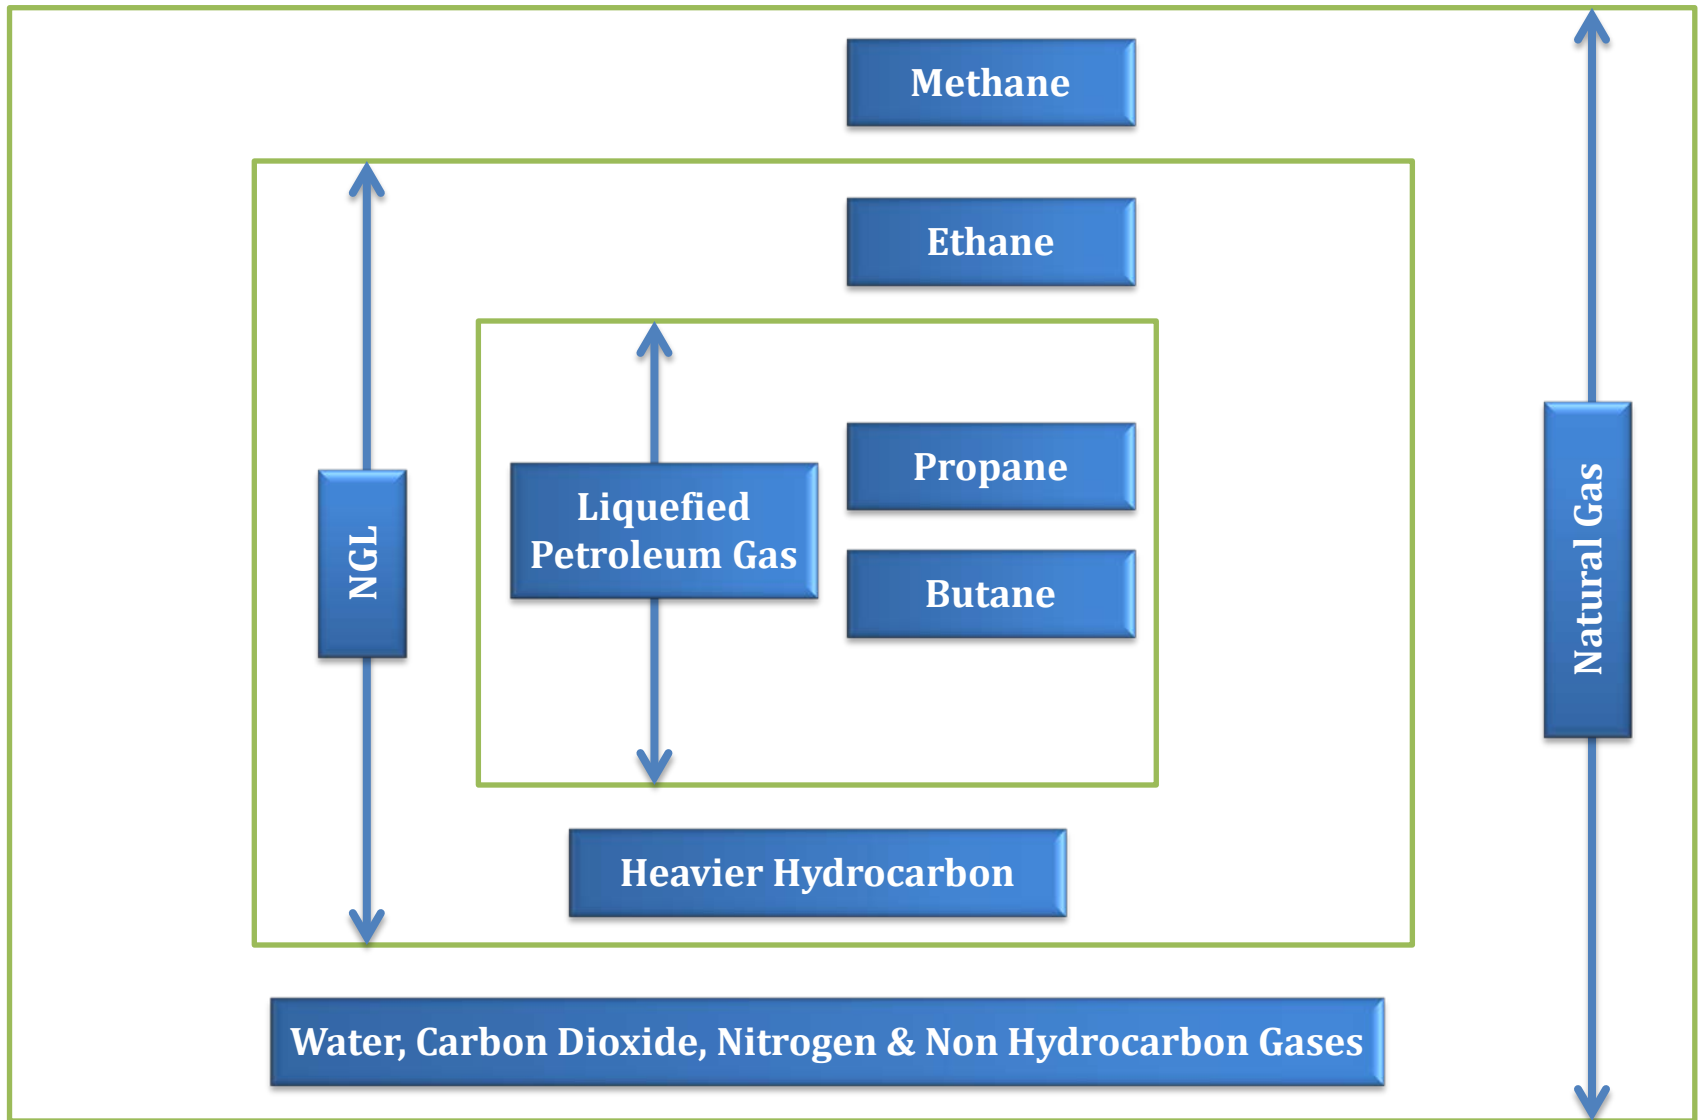 Methane
Ethane
Propane
Liquefied
Petroleum Gas
Butane
NGL
Natural Gas
Heavier Hydrocarbon
Water, Carbon Dioxide, Nitrogen & Non Hydrocarbon Gases